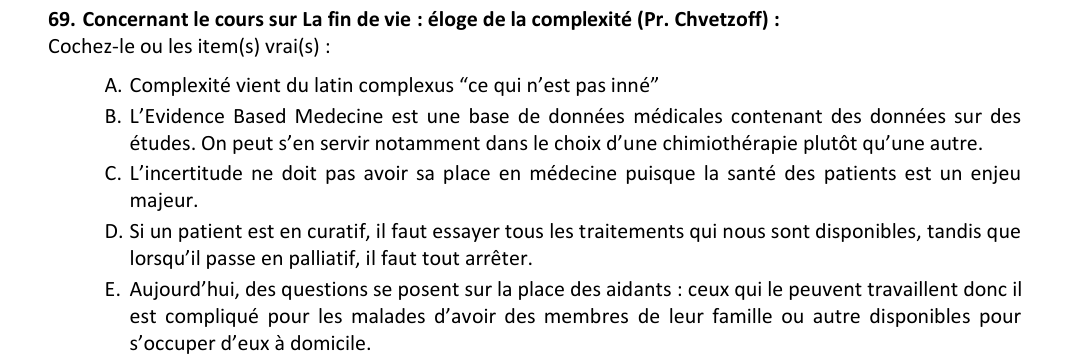 69. Concernant le cours sur La fin de vie : éloge de la complexité (Pr. Chvetzoff) :
Cochez-le ou les item(s) vrai(s) :
A. Complexité vient du latin complexus “ce qui n’est pas inné”
B. L’Evidence Based Medecine est une base de données médicales contenant des données sur des
études. On peut s’en servir notamment dans le choix d’une chimiothérapie plutôt qu’une autre.
C. L’incertitude ne doit pas avoir sa place en médecine puisque la santé des patients est un enjeu
majeur.
D. Si un patient est en curatif, il faut essayer tous les traitements qui nous sont disponibles, tandis que
lorsqu’il passe en palliatif, il faut tout arrêter.
E. Aujourd’hui, des questions se posent sur la place des aidants : ceux qui le peuvent travaillent donc il
est compliqué pour les malades d’avoir des membres de leur famille ou autre disponibles pour
s’occuper d’eux à domicile.